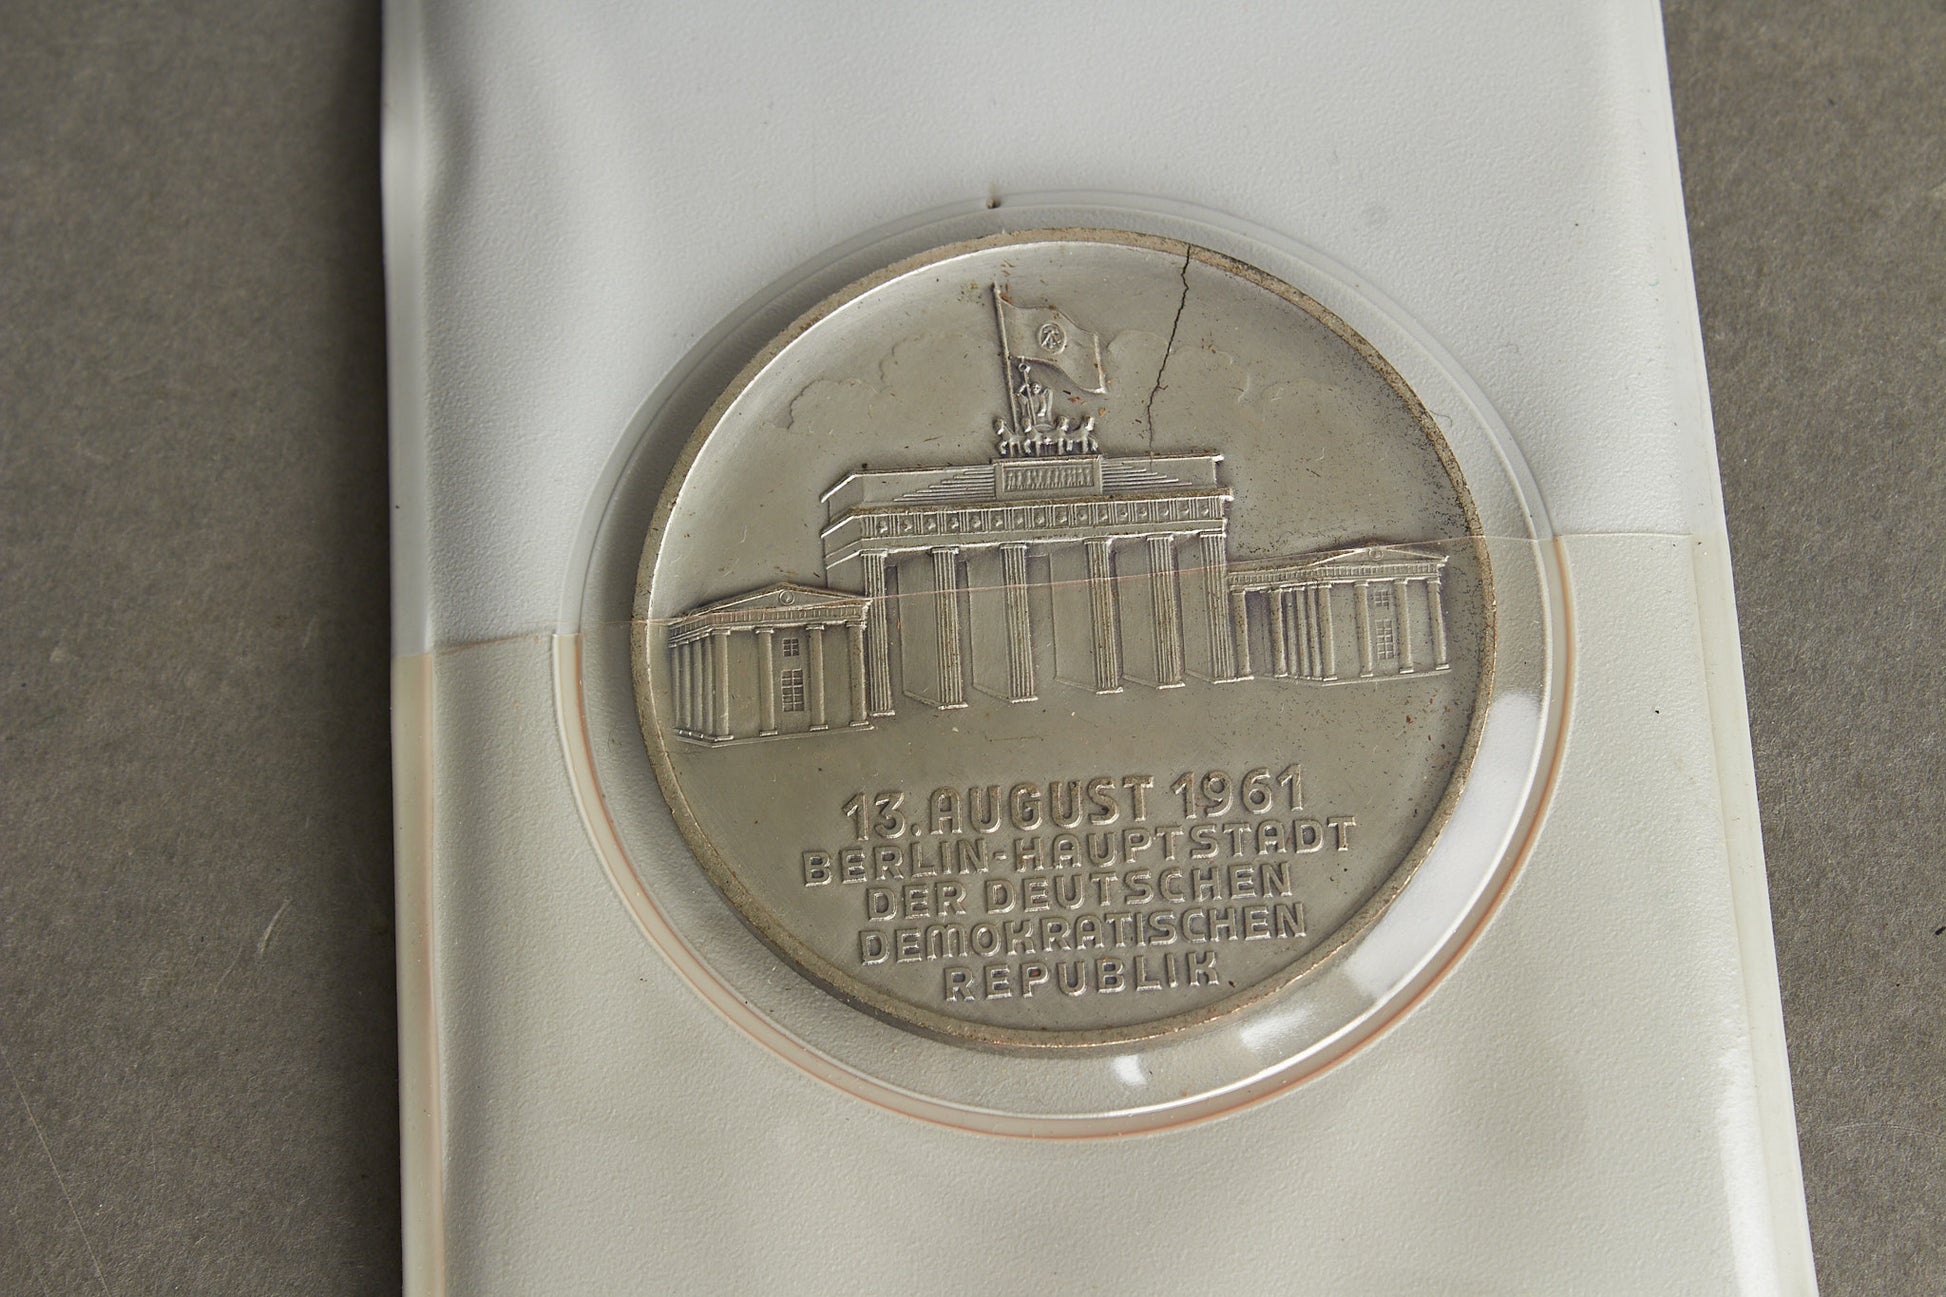 13. AUGUST 1961
BERLIN-HAUPTSTADT
DER DEUTSCHEN
DEMOKRATISCHEN
REPUBLIK